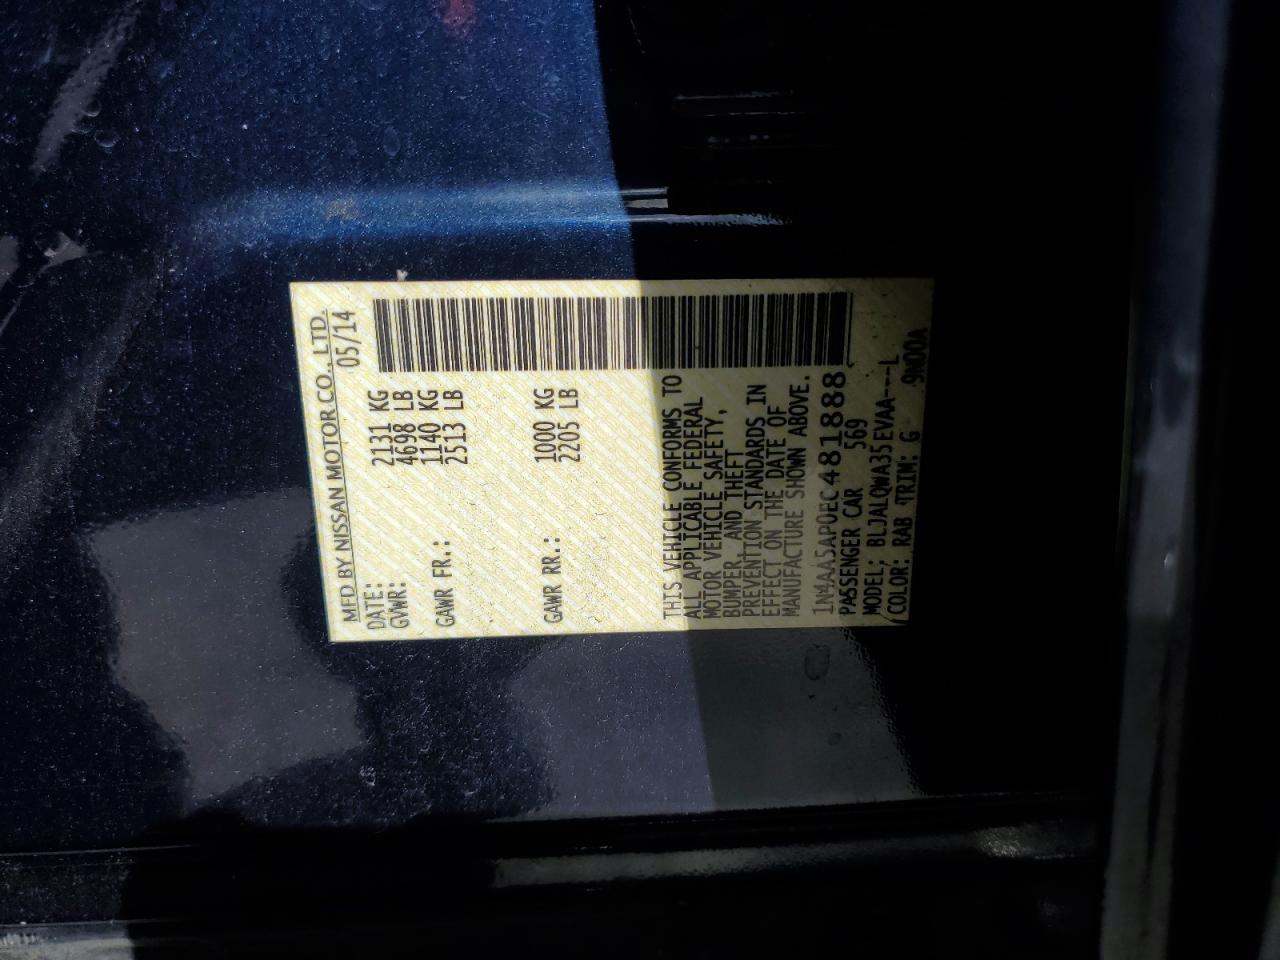 MFD BY NISSAN MOTOR CO., LTD.
DATE: 05/14
GVWR: 2131 KG
4698 LB
GAWR FR.: 1140 KG
2513 LB
GAWR RR.: 1000 KG
2205 LB
THIS VEHICLE CONFORMS TO
ALL APPLICABLE FEDERAL
MOTOR VEHICLE SAFETY,
BUMPER, AND THEFT
PREVENTION STANDARDS IN
EFFECT ON THE DATE OF
MANUFACTURE SHOWN ABOVE.
1N4AA5AP0EC481888
PASSENGER CAR 569
MODEL: BLJALQWA35EVAA---L
COLOR: RAB TRIM: G 9N00A